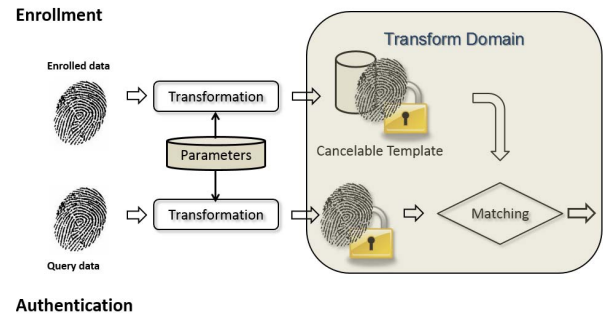 Enrollment
Transform Domain
Enrolled data
Transformation
Cancelable Template
Parameters
Transformation
Matching
Query data
Authentication